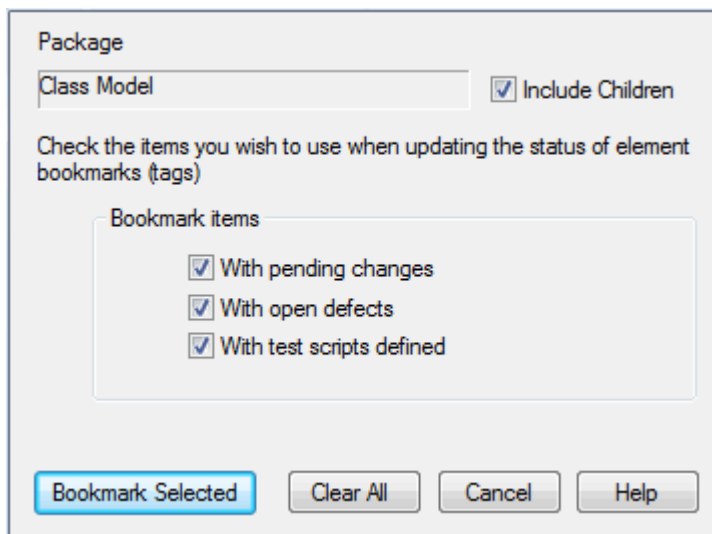 Package
Class Model
Include Children
Check the items you wish to use when updating the status of element
bookmarks (tags)
Bookmark items
With pending changes
With open defects
With test scripts defined
Bookmark Selected
Clear All
Cancel
Help